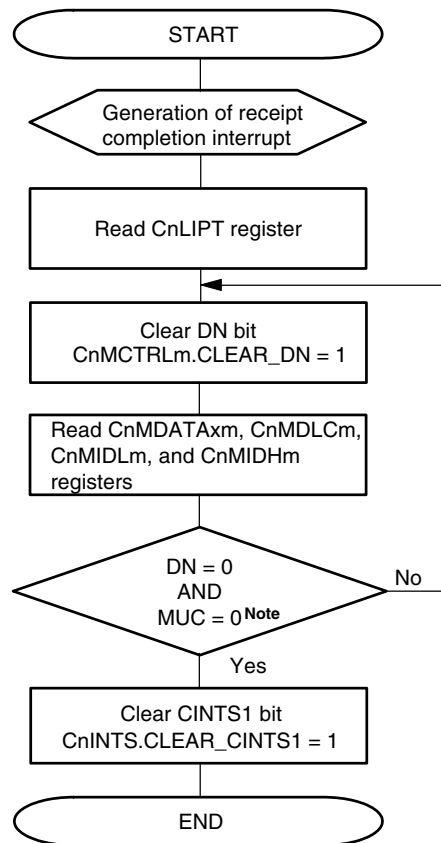 START
Generation of receipt
completion interrupt
Read CnLIPT register
Clear DN bit
CnMCTRLm.CLEAR_DN = 1
Read CnMDATAxm, CnMDLCm,
CnMIDLm, and CnMIDHm
registers
DN = 0
AND
MUC = 0Note
No
Yes
Clear CINTS1 bit
CnINTS.CLEAR_CINTS1 = 1
END